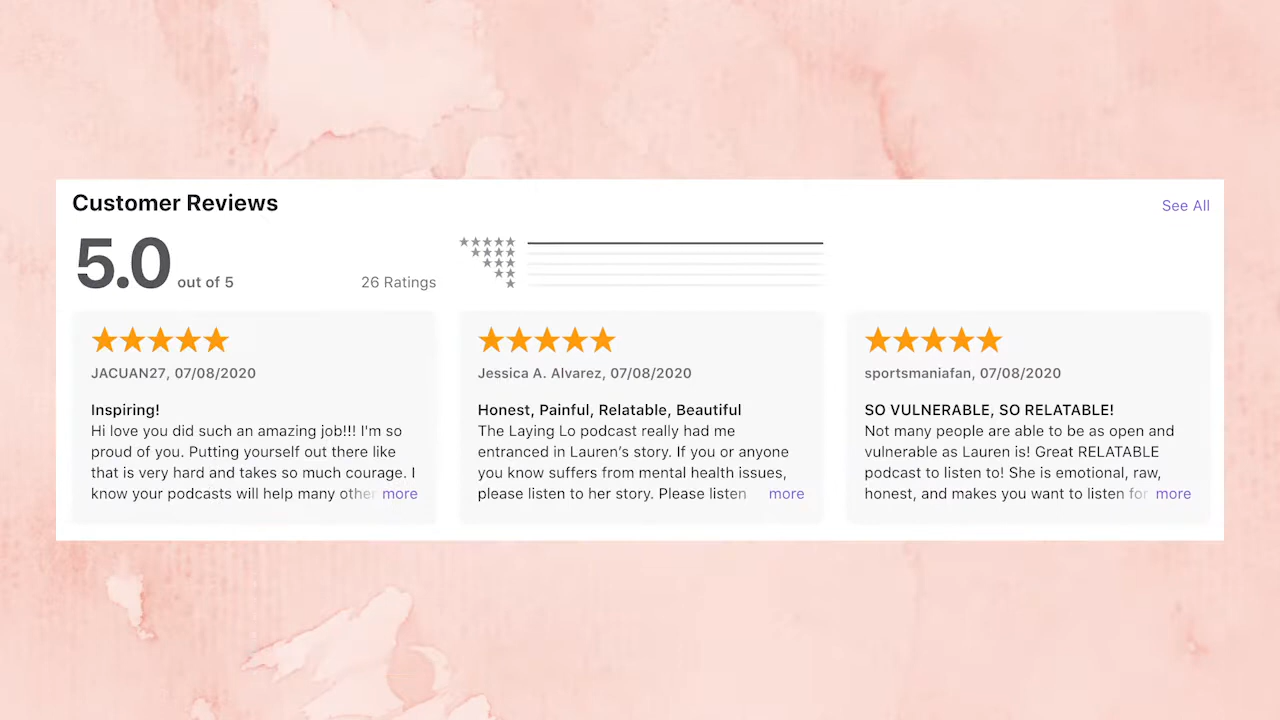 Customer Reviews
See All
5.0 out of 5
26 Ratings
JACUAN27, 07/08/2020
Inspiring!
Hi love you did such an amazing job!!! I'm so
proud of you. Putting yourself out there like
that is very hard and takes so much courage. I
know your podcasts will help many other more
Jessica A. Alvarez, 07/08/2020
Honest, Painful, Relatable, Beautiful
The Laying Lo podcast really had me
entranced in Lauren’s story. If you or anyone
you know suffers from mental health issues,
please listen to her story. Please listen more
sportsmaniafan, 07/08/2020
SO VULNERABLE, SO RELATABLE!
Not many people are able to be as open and
vulnerable as Lauren is! Great RELATABLE
podcast to listen to! She is emotional, raw,
honest, and makes you want to listen for more